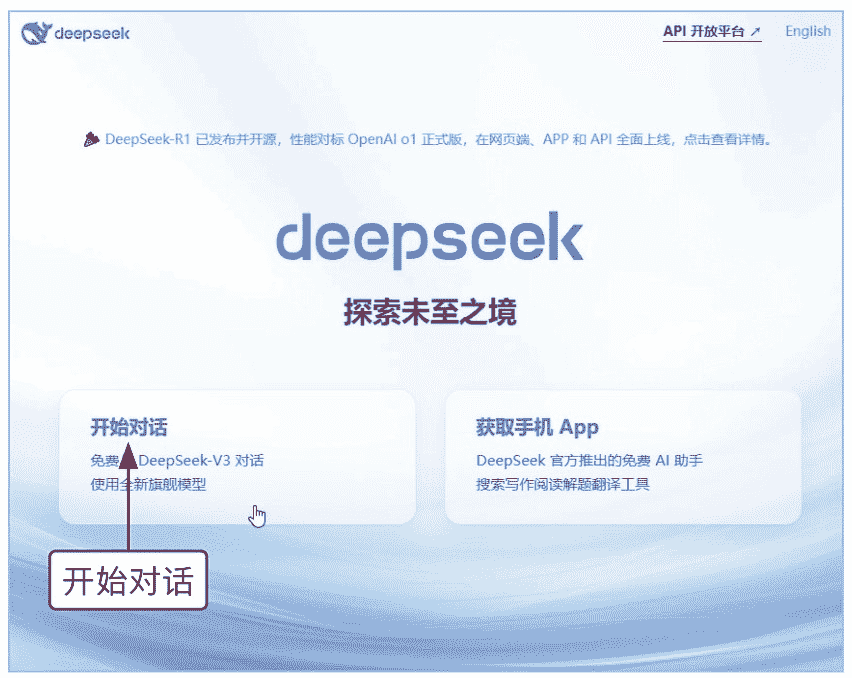 deepseek
API 开放平台 ↗
English
DeepSeek-R1 已发布并开源，性能对标 OpenAI o1 正式版，在网页端、APP 和 API 全面上线，点击查看详情。
deepseek
探索未至之境
开始对话
免费 DeepSeek-V3 对话
使用全新旗舰模型
获取手机 App
DeepSeek 官方推出的免费 AI 助手
搜索写作阅读解题翻译工具
开始对话